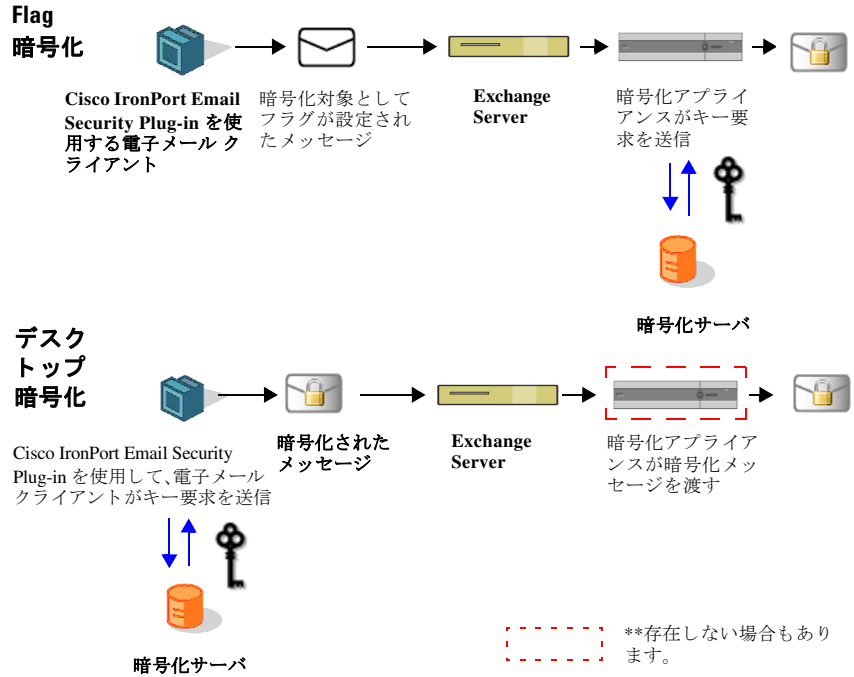 Flag
暗号化
Cisco IronPort Email
Security Plug-in を使
用する電子メール ク
ライアント
暗号化対象として
フラグが設定され
たメッセージ
Exchange
Server
暗号化アプライ
アンスがキー要
求を送信
暗号化サーバ
デスク
トップ
暗号化
Cisco IronPort Email Security
Plug-in を使用して、電子メール
クライアントがキー要求を送信
暗号化された
メッセージ
Exchange
Server
暗号化アプライア
ンスが暗号化メッ
セージを渡す
暗号化サーバ
**存在しない場合もあり
ます。